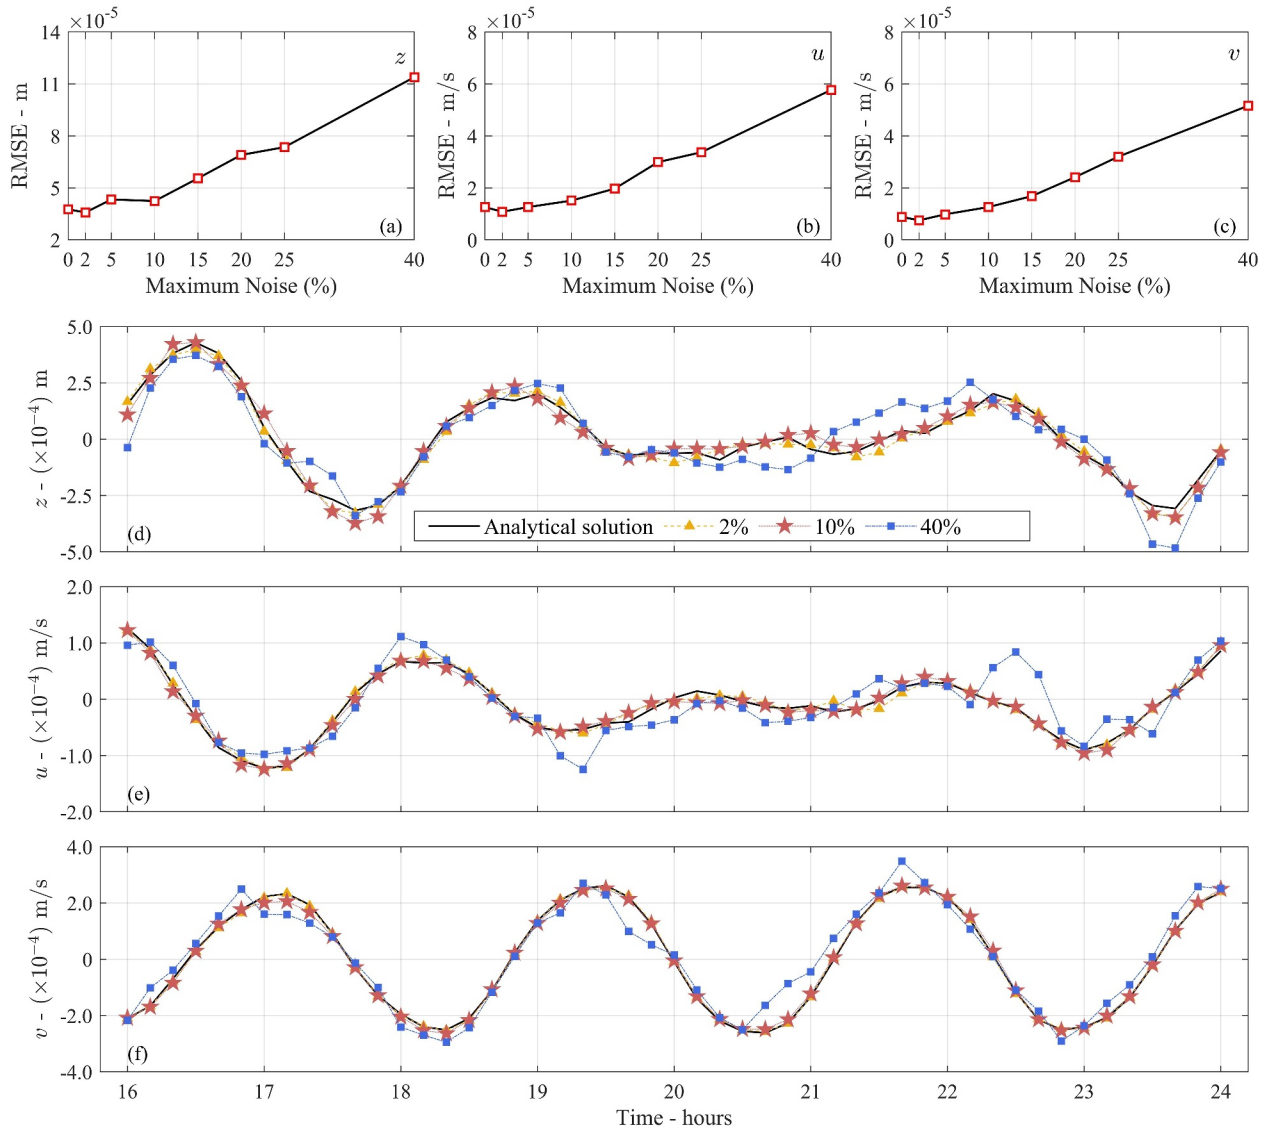 ×10⁻⁵
14
11
8
5
2
RMSE - m
z
(a)
0 2 5 10 15 20 25 40
Maximum Noise (%)
×10⁻⁵
8
6
4
2
0
RMSE - m/s
u
(b)
0 2 5 10 15 20 25 40
Maximum Noise (%)
×10⁻⁵
8
6
4
2
0
RMSE - m/s
v
(c)
0 2 5 10 15 20 25 40
Maximum Noise (%)
5.0
2.5
0
-2.5
-5.0
z - (×10⁻⁴) m
(d)
Analytical solution 2% 10% 40%
2.0
1.0
0
-1.0
-2.0
u - (×10⁻⁴) m/s
(e)
4.0
2.0
0
-2.0
-4.0
v - (×10⁻⁴) m/s
(f)
16 17 18 19 20 21 22 23 24
Time - hours